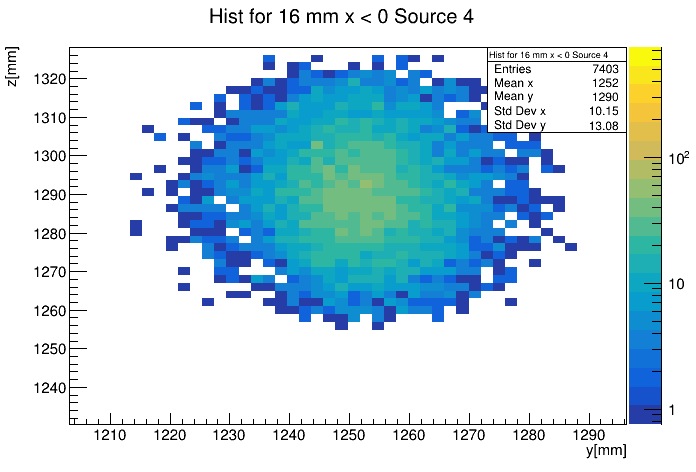 Hist for 16 mm x < 0 Source 4
z[mm]
Hist for 16 mm x < 0 Source 4
Entries 7403
Mean x 1252
Mean y 1290
Std Dev x 10.15
Std Dev y 13.08
1320
1310
1300
1290
1280
1270
1260
1250
1240
10²
10
1
1210 1220 1230 1240 1250 1260 1270 1280 1290
y[mm]